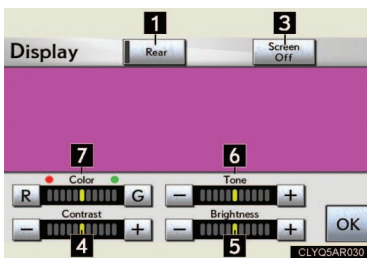 1 3
Display Rear Screen Off
7 6
Color Tone
R G − +
Contrast Brightness
− + − + OK
4 5
CLYQ5AR030